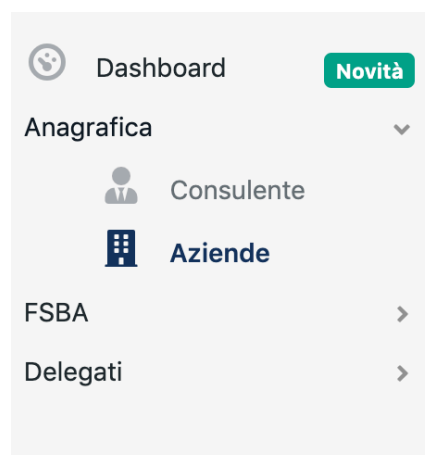 Dashboard Novità
Anagrafica
Consulente
Aziende
FSBA
Delegati